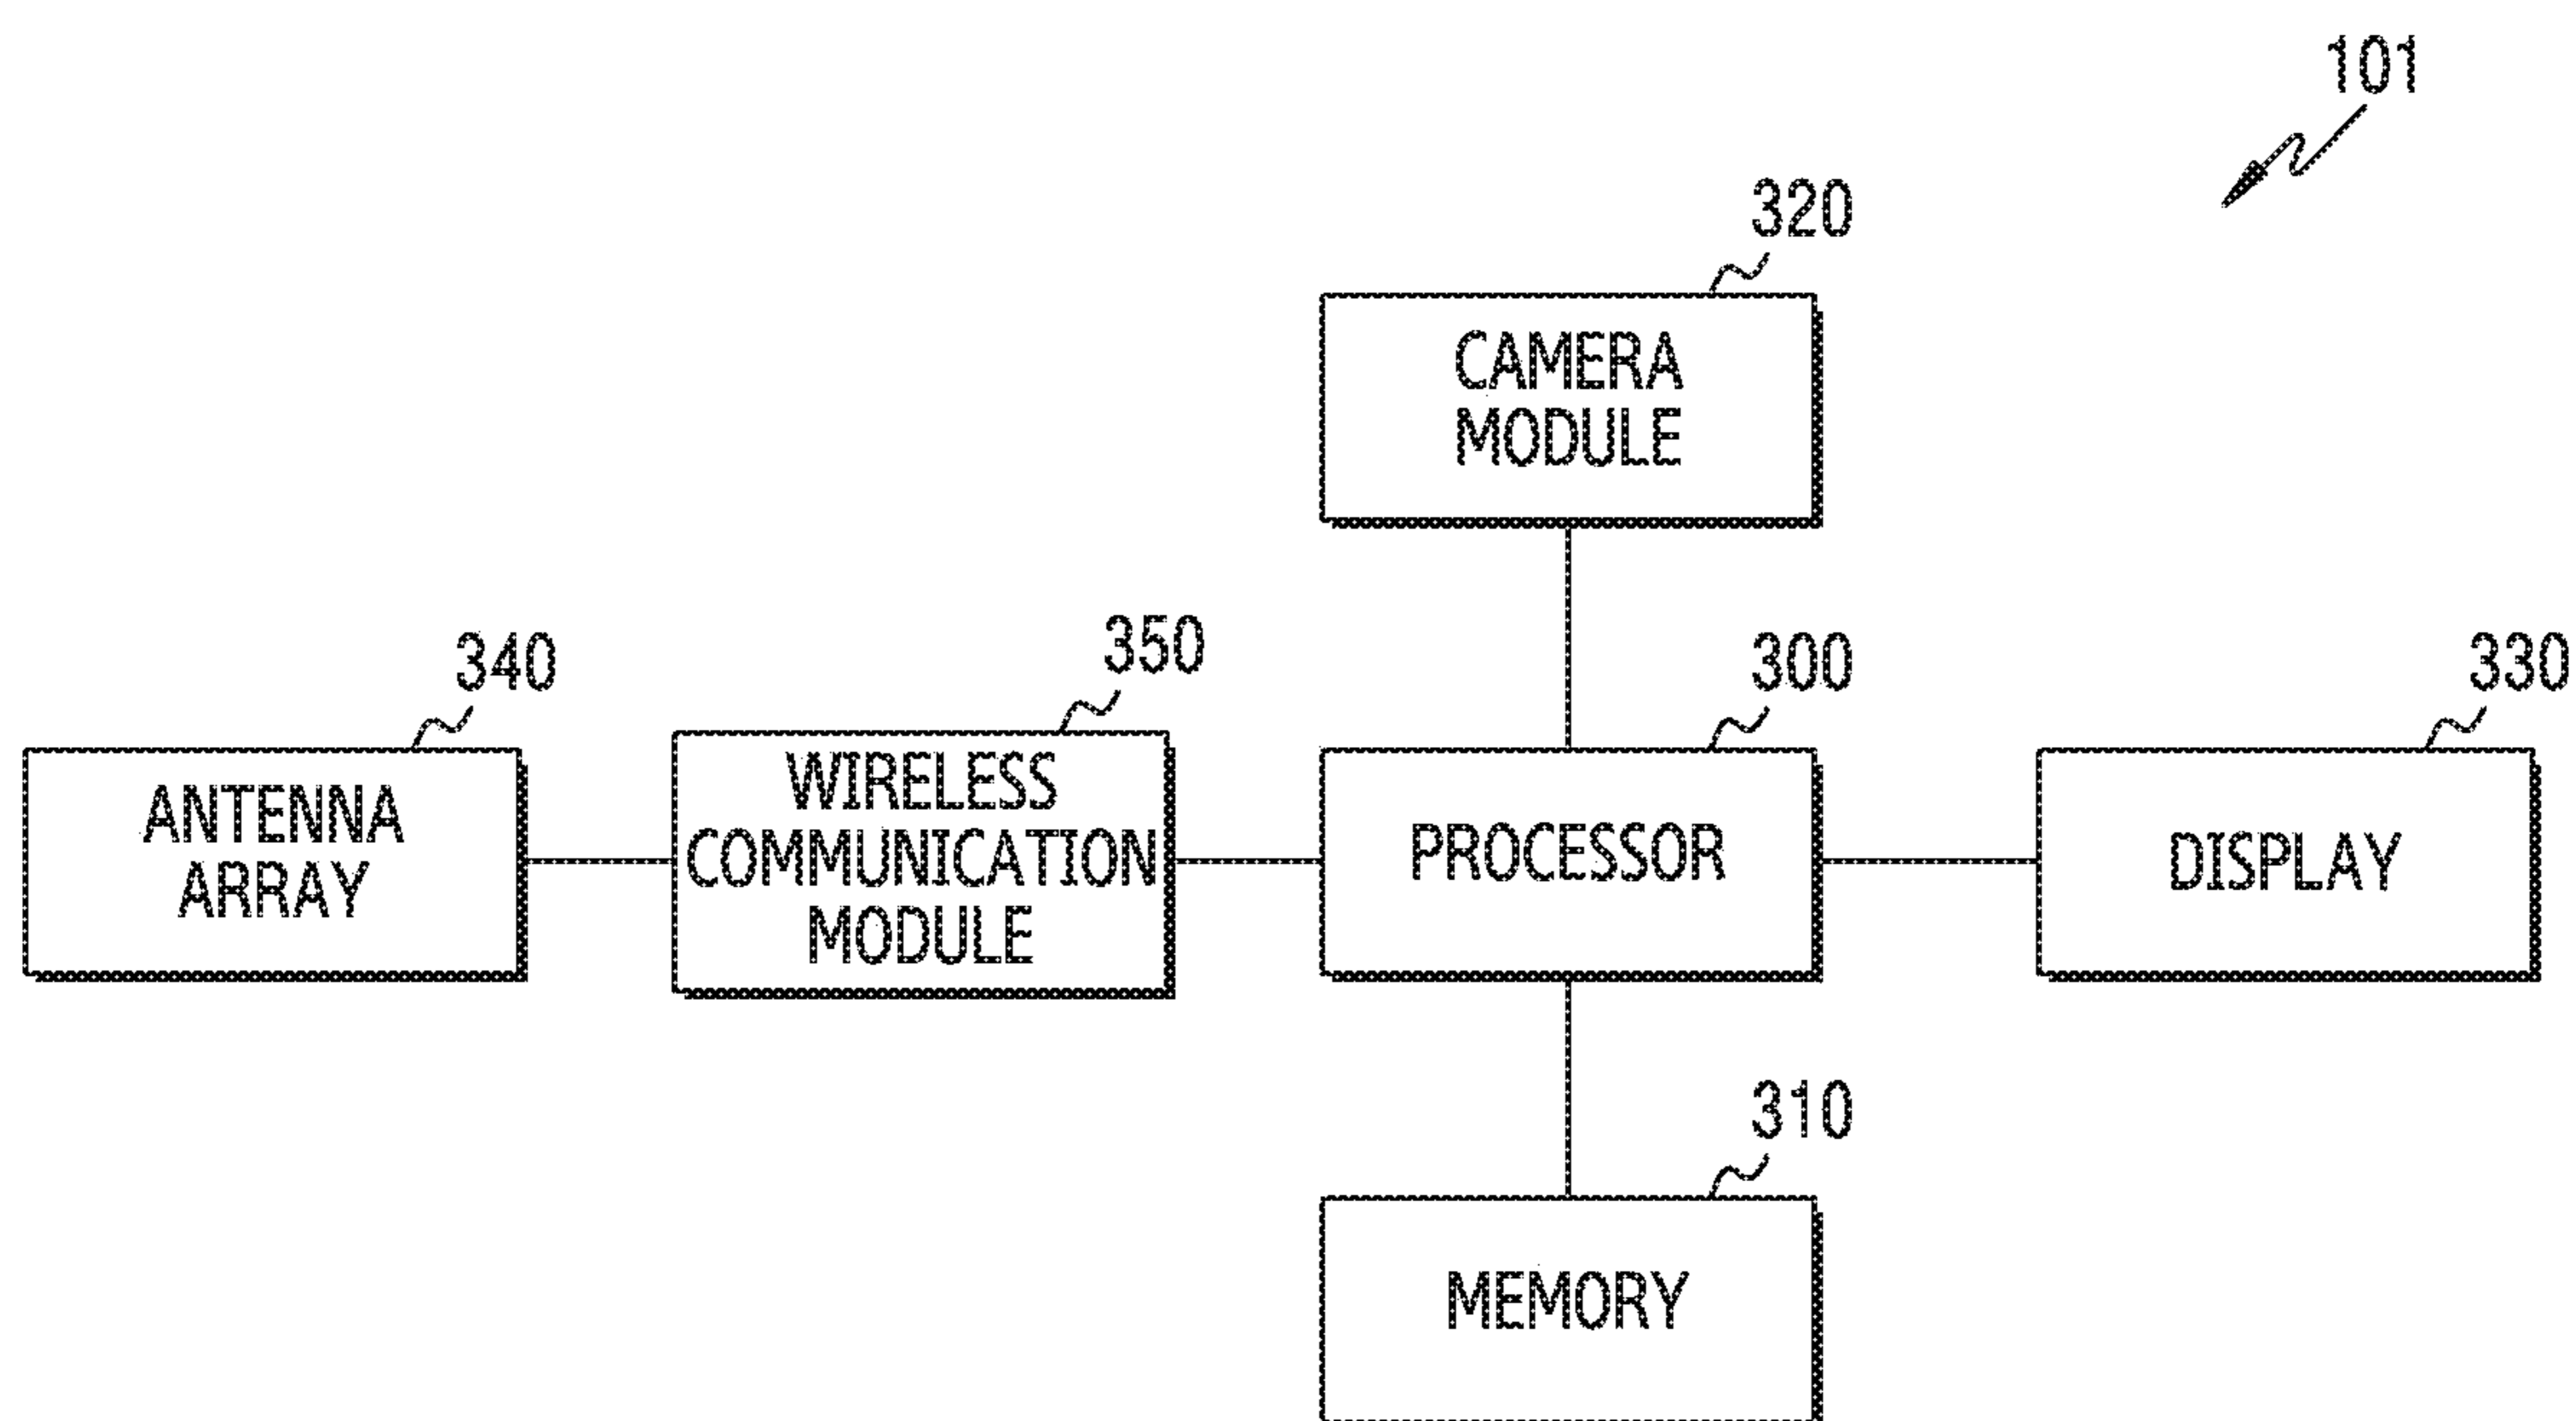 101
320
CAMERA
MODULE
340
350
300
330
ANTENNA
ARRAY
WIRELESS
COMMUNICATION
MODULE
PROCESSOR
DISPLAY
310
MEMORY